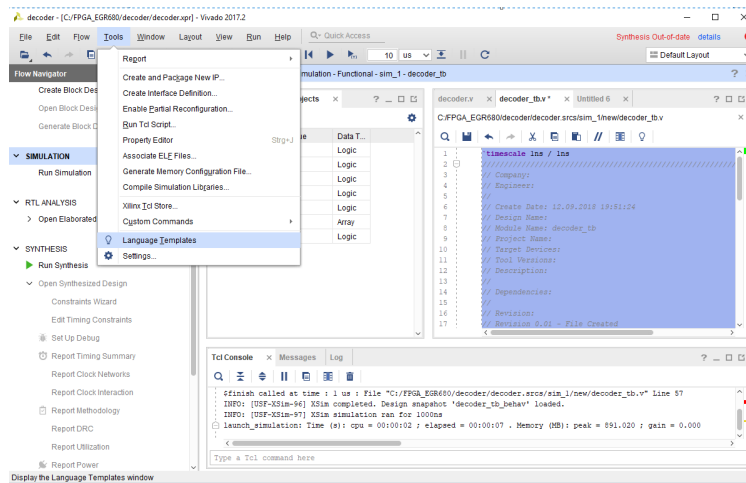 decoder - [C:/FPGA_EGR680/decoder/decoder.xpr] - Vivado 2017.2
File Edit Flow Tools Window Layout View Run Help Quick Access
Synthesis Out-of-date details
10 us
Default Layout
Flow Navigator
Create Block Des
Open Block Desi
Generate Block D
SIMULATION
Run Simulation
RTL ANALYSIS
Open Elaborated
SYNTHESIS
Run Synthesis
Open Synthesized Design
Constraints Wizard
Edit Timing Constraints
Set Up Debug
Report Timing Summary
Report Clock Networks
Report Clock Interaction
Report Methodology
Report DRC
Report Utilization
Report Power
Report
Create and Package New IP...
Create Interface Definition...
Enable Partial Reconfiguration...
Run Tcl Script...
Property Editor Strg+J
Associate ELF Files...
Generate Memory Configuration File...
Compile Simulation Libraries...
Xilinx Tcl Store...
Custom Commands
Language Templates
Settings...
mulation - Functional - sim_1 - decoder_tb
jects
ue Data T...
Logic
Logic
Logic
Logic
Logic
Array
Logic
decoder.v decoder_tb.v * Untitled 6
C:/FPGA_EGR680/decoder/decoder.srcs/sim_1/new/decoder_tb.v
1 `timescale 1ns / 1ns
2 //////////////////////////////////////////
3 // Company:
4 // Engineer:
5 //
6 // Create Date: 12.09.2018 19:51:24
7 // Design Name:
8 // Module Name: decoder_tb
9 // Project Name:
10 // Target Devices:
11 // Tool Versions:
12 // Description:
13 //
14 // Dependencies:
15 //
16 // Revision:
17 // Revision 0.01 - File Created
Tcl Console Messages Log
$finish called at time : 1 us : File "C:/FPGA_EGR680/decoder/decoder.srcs/sim_1/new/decoder_tb.v" Line 57
INFO: [USF-XSim-96] XSim completed. Design snapshot 'decoder_tb_behav' loaded.
INFO: [USF-XSim-97] XSim simulation ran for 1000ns
launch_simulation: Time (s): cpu = 00:00:02 ; elapsed = 00:00:07 . Memory (MB): peak = 891.020 ; gain = 0.000
Type a Tcl command here
Display the Language Templates window